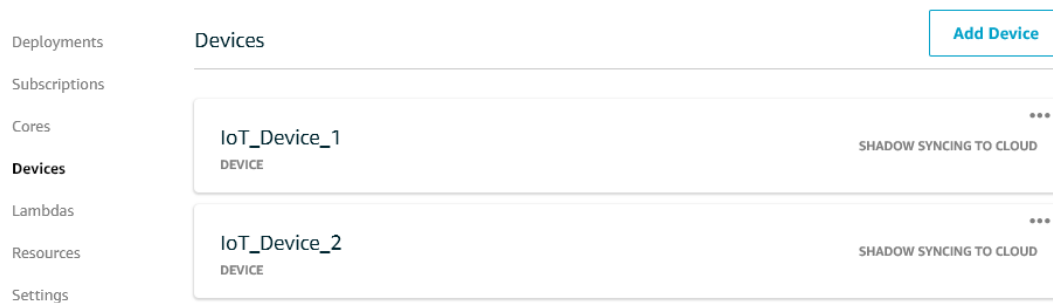 Deployments
Subscriptions
Cores
Devices
Lambdas
Resources
Settings
Devices
Add Device
IoT_Device_1
DEVICE
SHADOW SYNCING TO CLOUD
IoT_Device_2
DEVICE
SHADOW SYNCING TO CLOUD